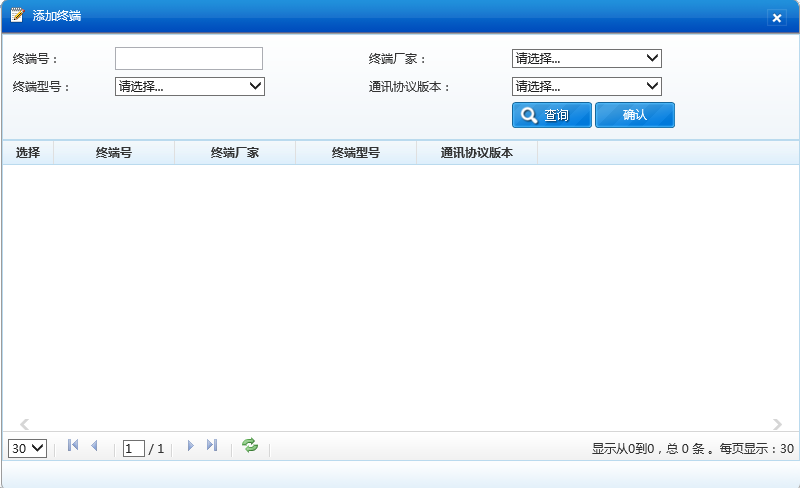 添加终端
终端号： 终端厂家： 请选择...
终端型号： 请选择... 通讯协议版本： 请选择...
查询 确认
选择 终端号 终端厂家 终端型号 通讯协议版本
30 1 / 1 显示从0到0，总 0 条 。每页显示：30